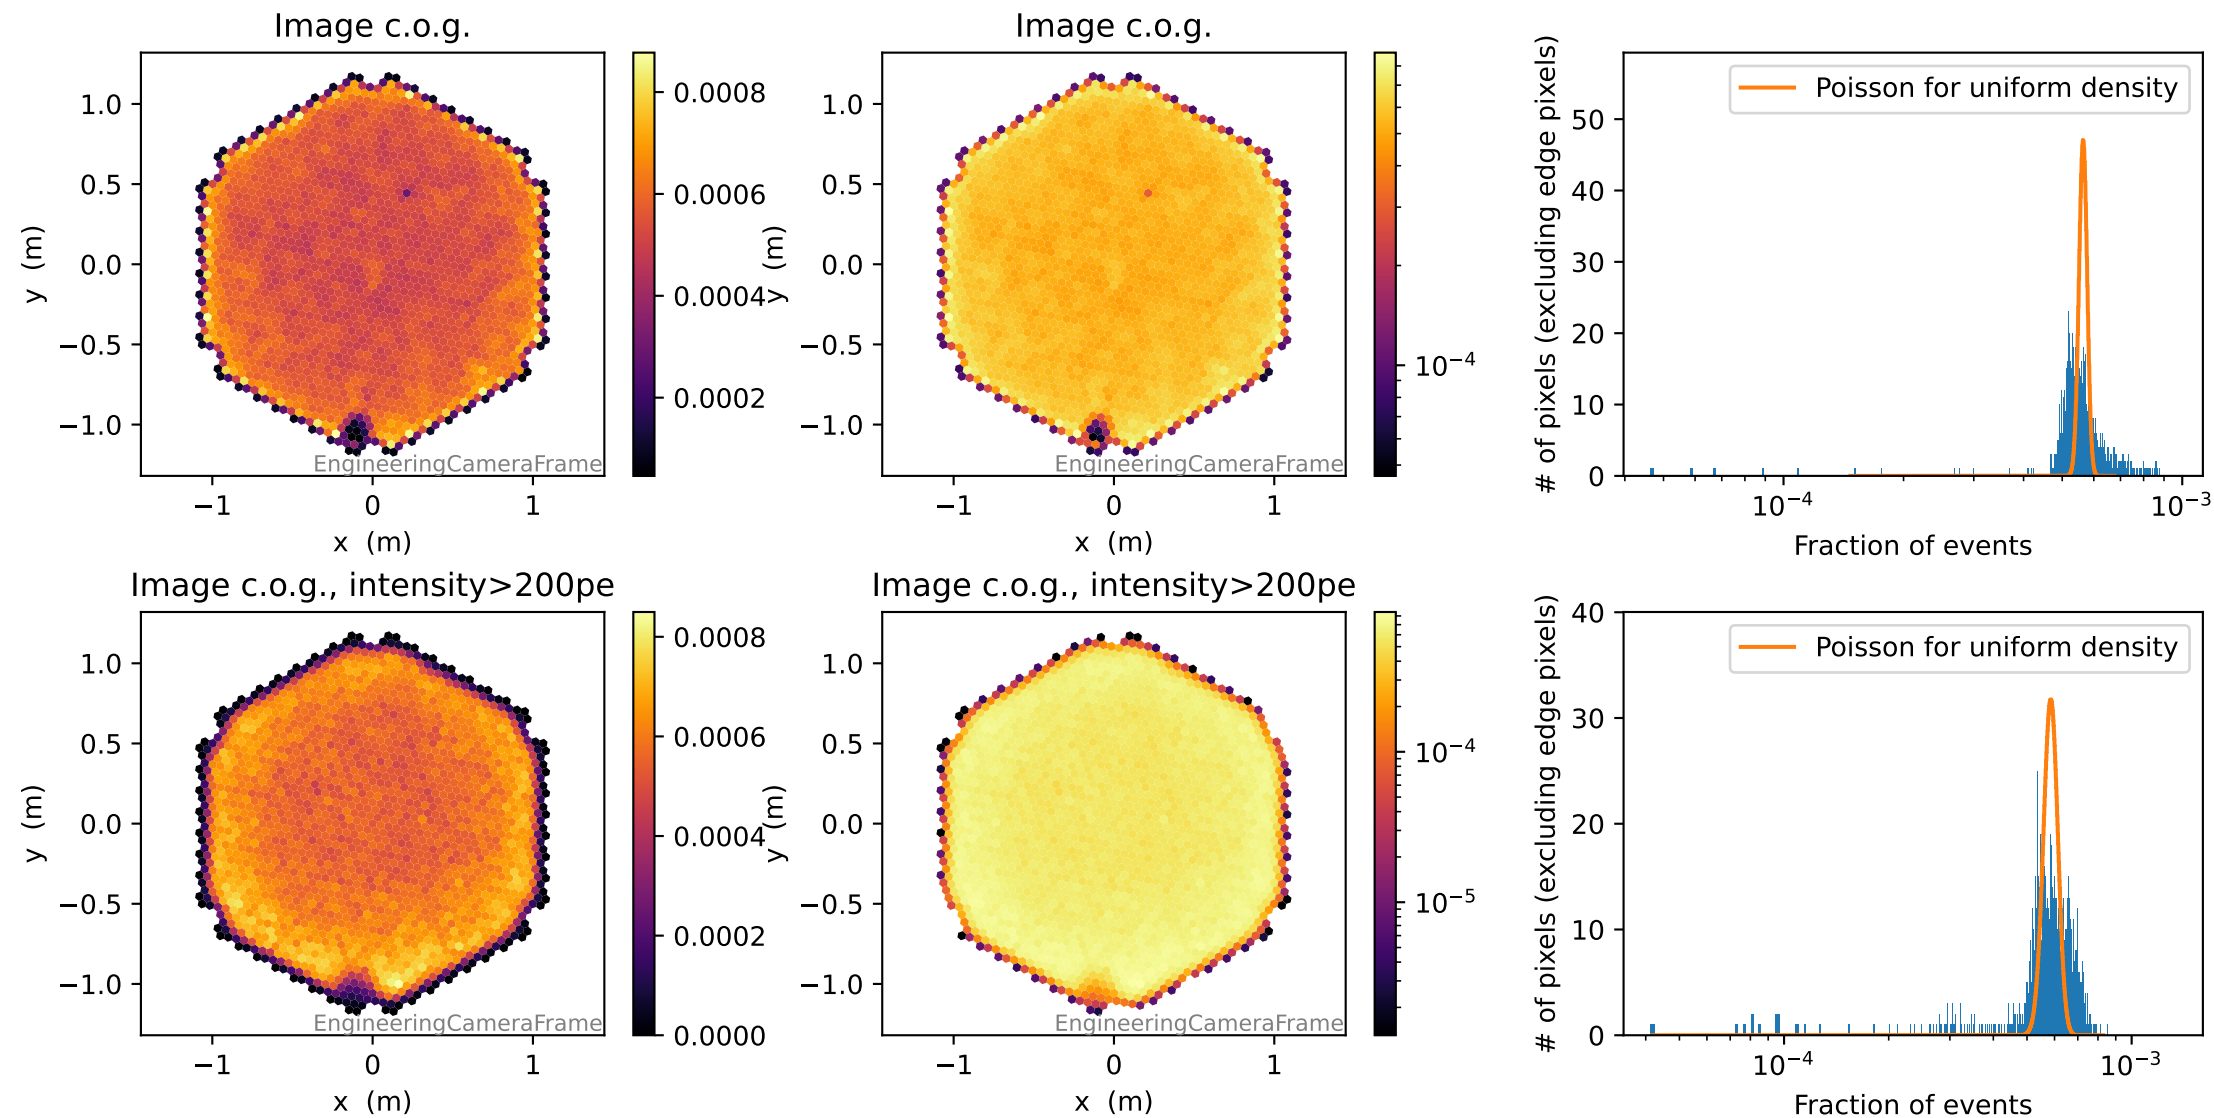 Image c.o.g.
1.0
0.5
0.0
−0.5
−1.0
y (m)
−1
0
1
x (m)
EngineeringCameraFrame
0.0008
0.0006
0.0004
0.0002
Image c.o.g.
1.0
0.5
0.0
−0.5
−1.0
y (m)
−1
0
1
x (m)
EngineeringCameraFrame
10⁻⁴
# of pixels (excluding edge pixels)
50
40
30
20
10
0
Poisson for uniform density
10⁻⁴
10⁻³
Fraction of events
Image c.o.g., intensity>200pe
1.0
0.5
0.0
−0.5
−1.0
y (m)
−1
0
1
x (m)
EngineeringCameraFrame
0.0008
0.0006
0.0004
0.0002
0.0000
Image c.o.g., intensity>200pe
1.0
0.5
0.0
−0.5
−1.0
y (m)
−1
0
1
x (m)
EngineeringCameraFrame
10⁻⁴
10⁻⁵
# of pixels (excluding edge pixels)
40
30
20
10
0
Poisson for uniform density
10⁻⁴
10⁻³
Fraction of events